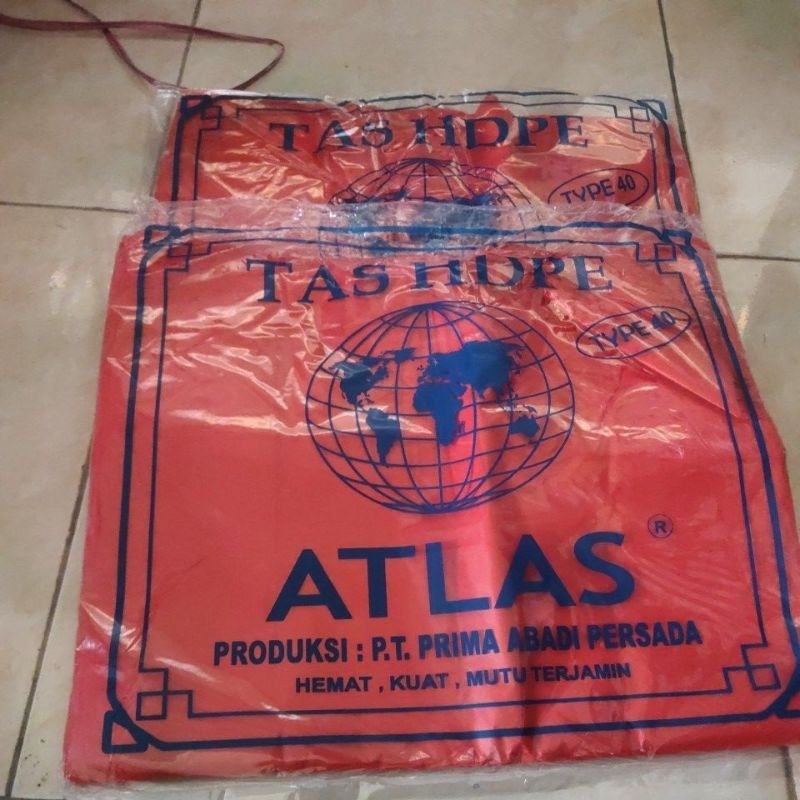 TAS HDPE
TYPE 40
TAS HDPE
TYPE 40
ATLAS ®
PRODUKSI : P.T. PRIMA ABADI PERSADA
HEMAT , KUAT , MUTU TERJAMIN